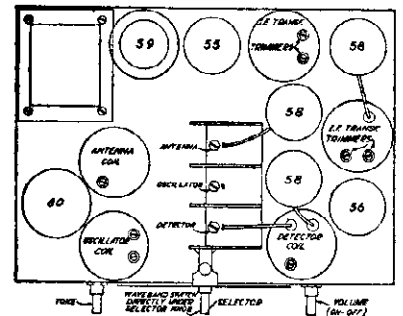 59
55
I.F. TRANSF.
TRIMMERS
58
58
ANTENNA
I.F. TRANSF.
TRIMMERS
ANTENNA
COIL
OSCILLATOR
58
80
56
DETECTOR
OSCILLATOR
COIL
DETECTOR
COIL
TONE
WAVEBAND SWITCH
DIRECTLY UNDER
SELECTOR KNOB
SELECTOR
VOLUME
(ON-OFF)